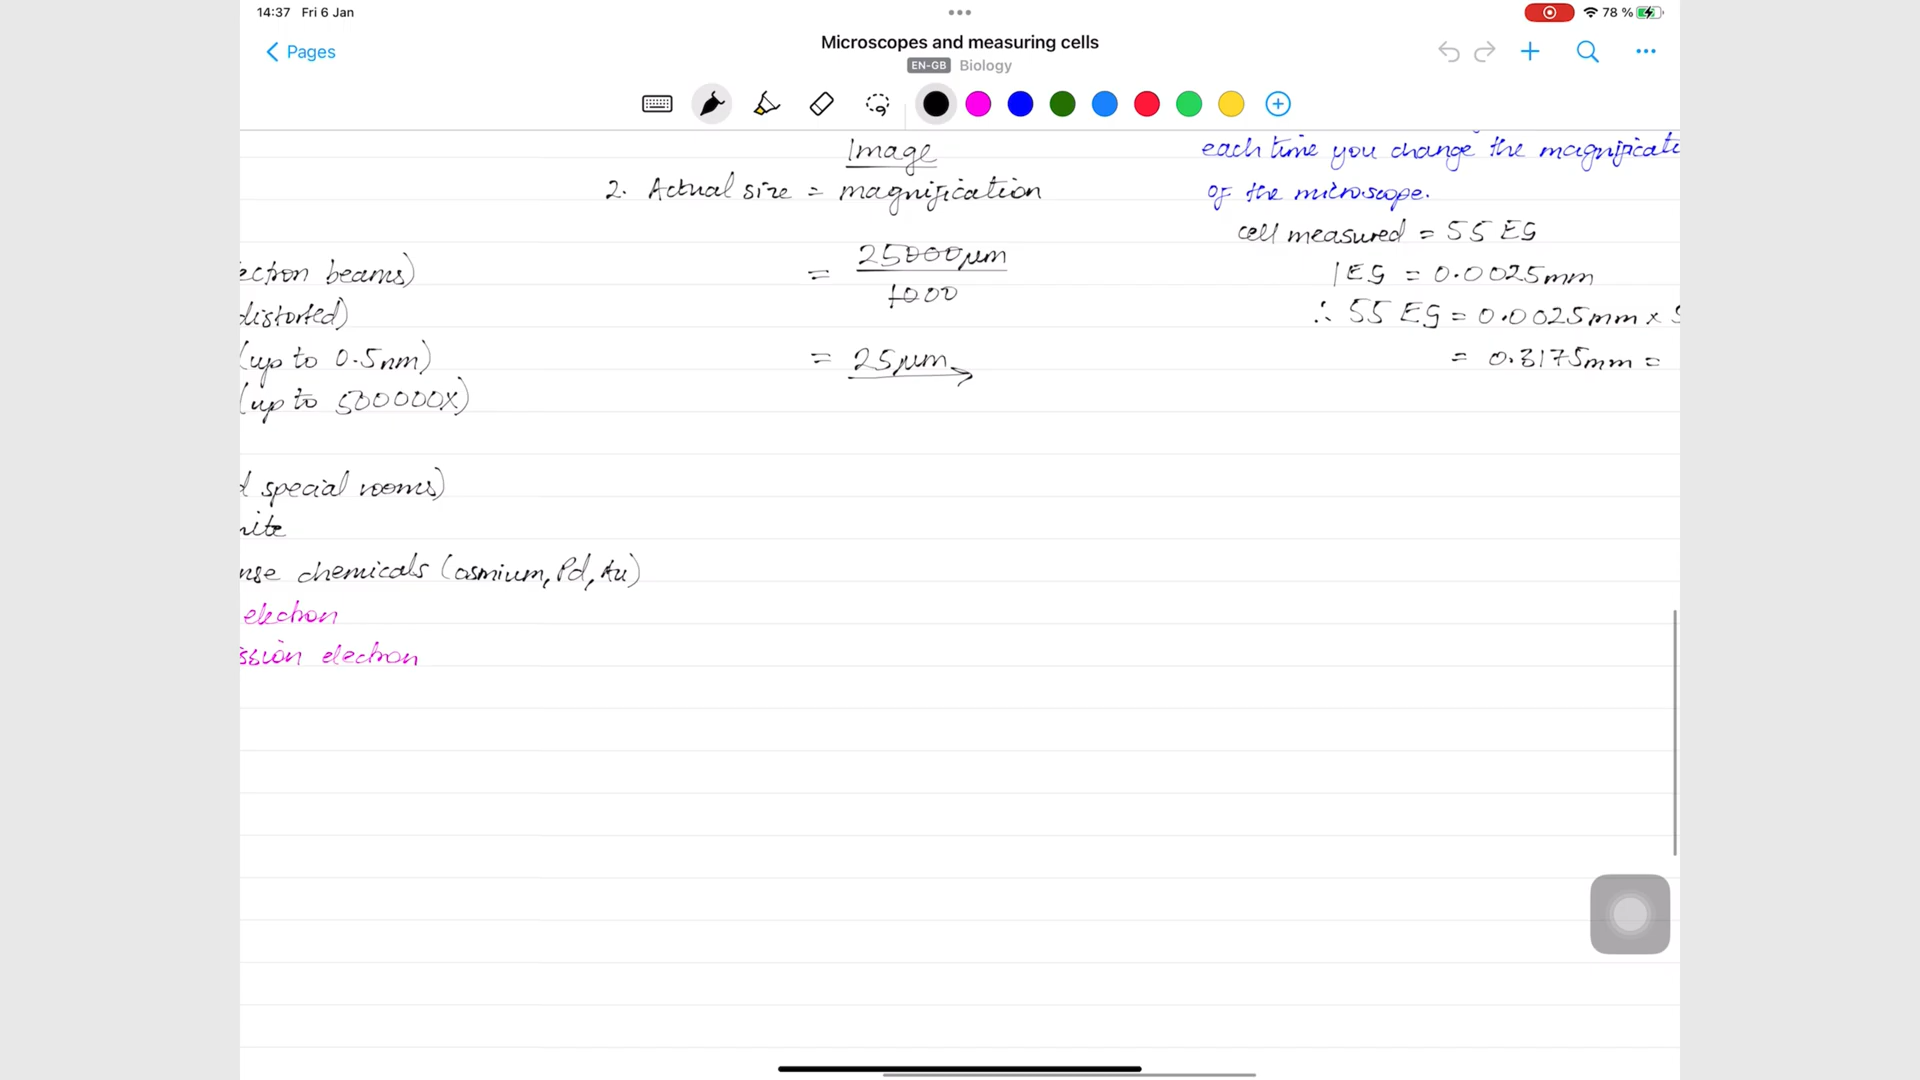 14:37 Fri 6 Jan
78 %
Pages
Microscopes and measuring cells
EN-GB Biology
Image
2. Actual size = magnification
= 25000μm
1000
= 25μm
each time you change the magnificati
of the microscope.
cell measured = 55 EG
1 EG = 0.0025mm
∴ 55 EG = 0.0025mm × 5
= 0.3175mm =
ectron beams)
distorted)
(up to 0.5nm)
(up to 500000X)
d special rooms)
hite
nse chemicals (osmium, Pd, Au)
electron
ssion electron